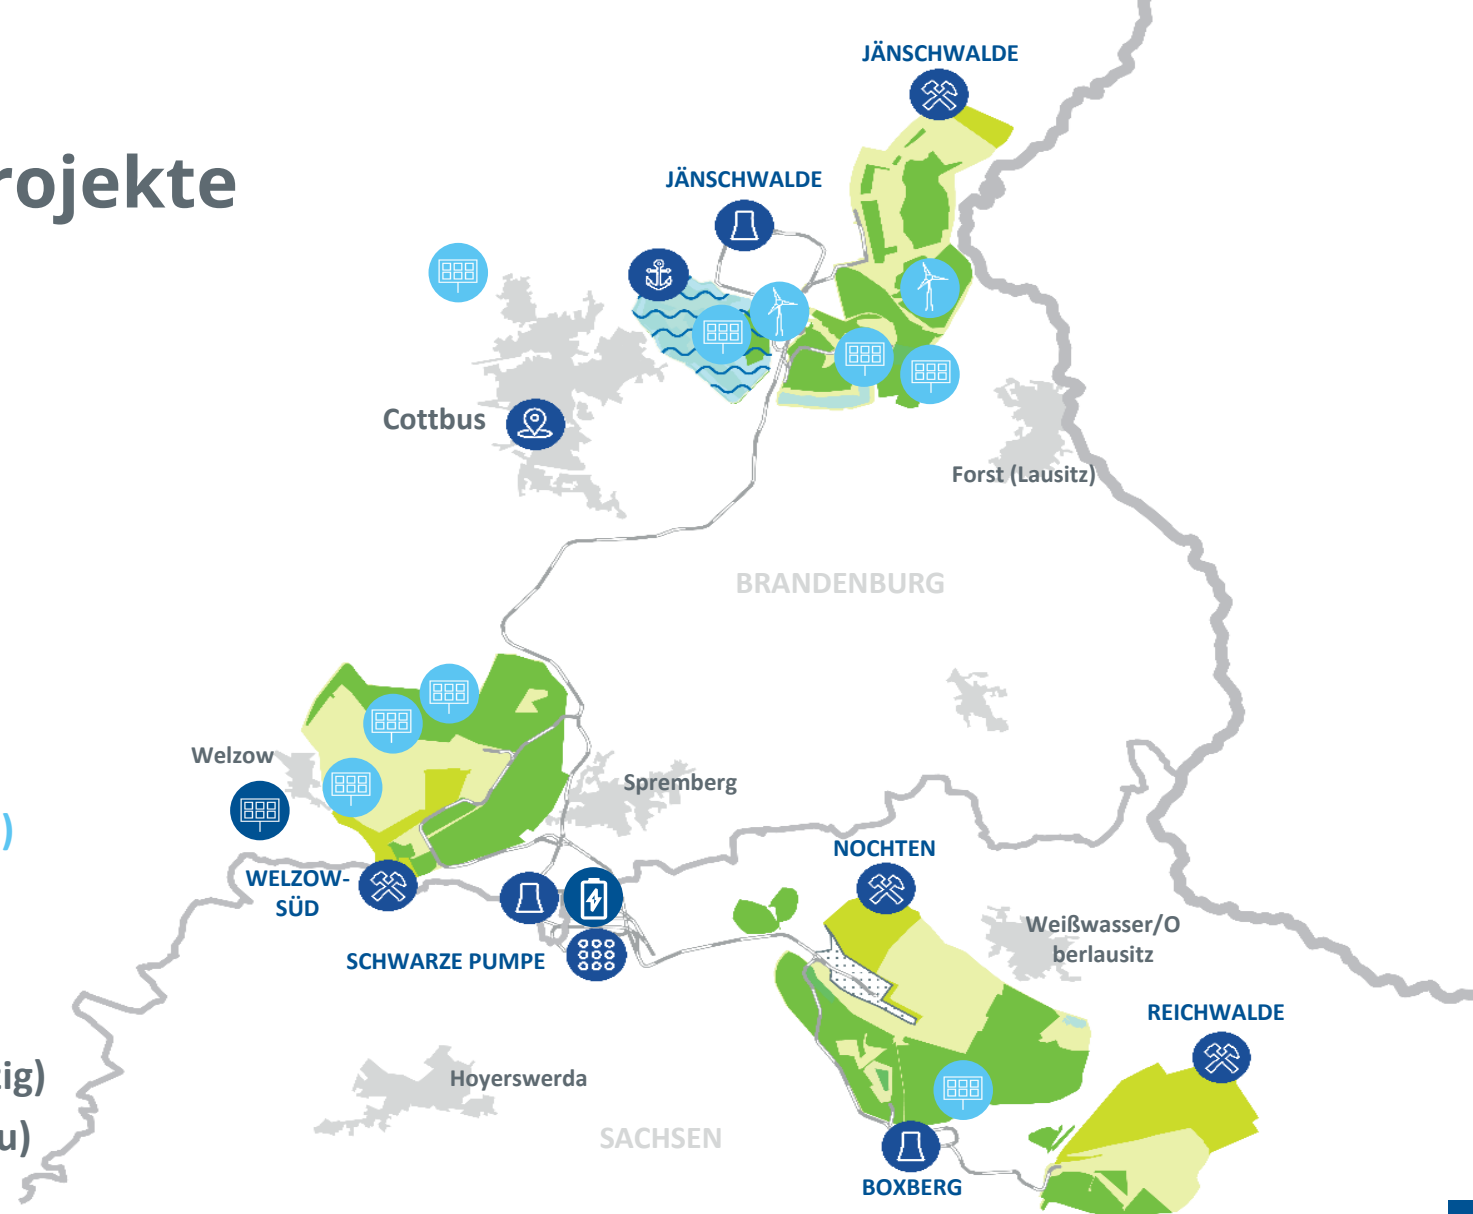 rojekte
JÄNSCHWALDE
JÄNSCHWALDE
Cottbus
Forst (Lausitz)
BRANDENBURG
Welzow
Spremberg
)
NOCHTEN
WELZOW-
SÜD
Weißwasser/O
berlausitz
SCHWARZE PUMPE
REICHWALDE
ig)
Hoyerswerda
u)
SACHSEN
BOXBERG